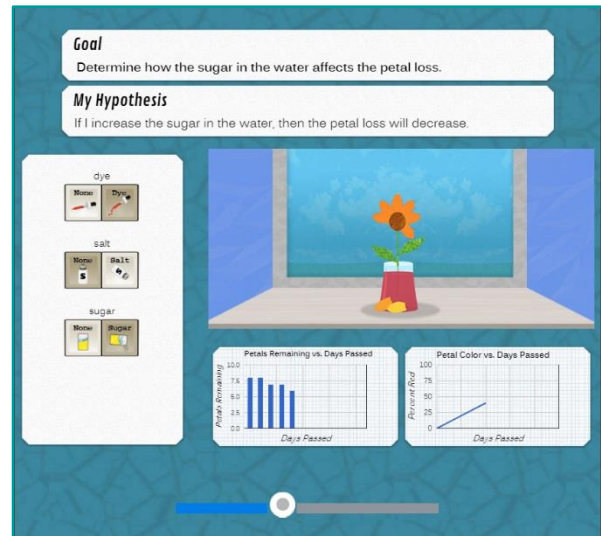 Goal
Determine how the sugar in the water affects the petal loss.
My Hypothesis
If I increase the sugar in the water, then the petal loss will decrease.
dye
None Dye
salt
None Salt
sugar
None Sugar
Petals Remaining vs. Days Passed
Petals Remaining
10.0
7.5
5.0
2.5
0.0
Days Passed
Petal Color vs. Days Passed
Percent Red
100
75
50
25
0
Days Passed